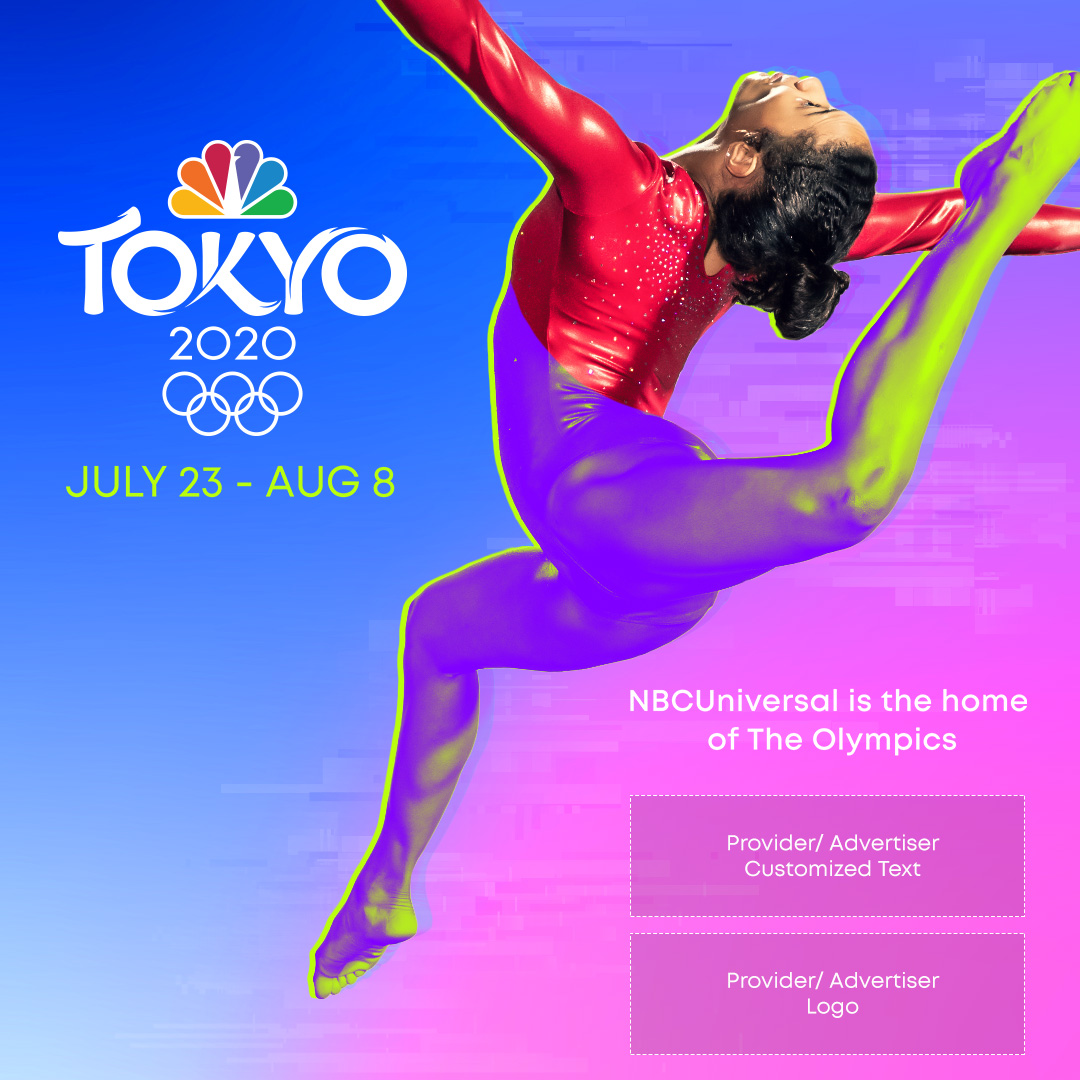 TOKYO
2020
JULY 23 - AUG 8
NBCUniversal is the home
of The Olympics
Provider/ Advertiser
Customized Text
Provider/ Advertiser
Logo